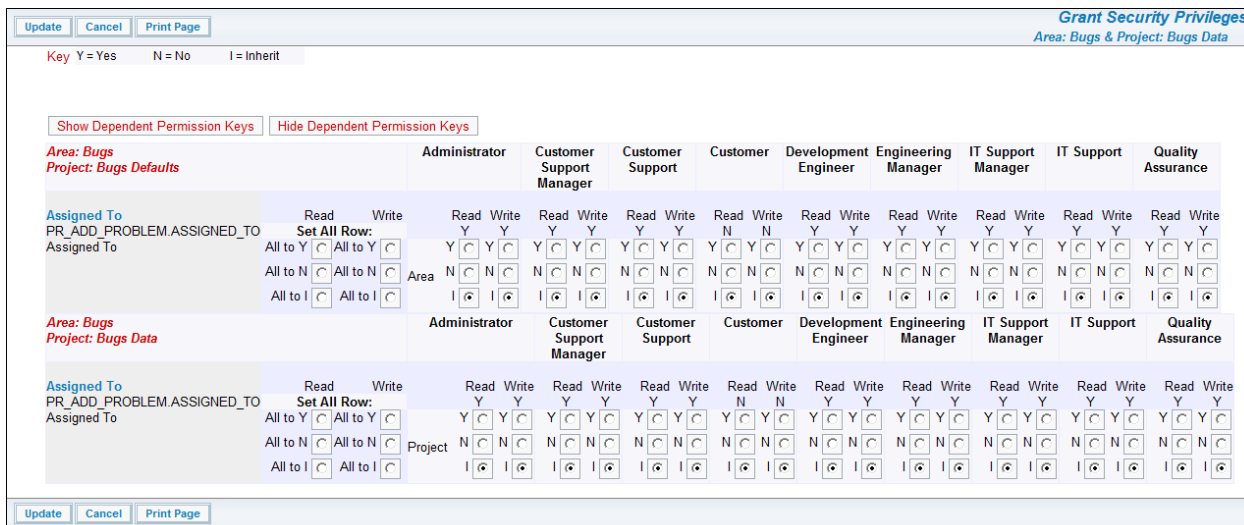 Update Cancel Print Page Grant Security Privileges
Area: Bugs & Project: Bugs Data
Key Y = Yes N = No I = Inherit
Show Dependent Permission Keys Hide Dependent Permission Keys
Area: Bugs Administrator Customer Customer Customer Development Engineering IT Support IT Support Quality
Project: Bugs Defaults Support Support Engineer Manager Manager Assurance
Manager
Assigned To Read Write Read Write Read Write Read Write Read Write Read Write Read Write Read Write Read Write Read Write
PR_ADD_PROBLEM.ASSIGNED_TO Set All Row: Y Y Y Y Y Y N N Y Y Y Y Y Y Y Y Y Y
Assigned To All to Y All to Y Y Y Y Y Y Y Y Y Y Y Y Y Y Y Y Y Y Y
All to N All to N Area N N N N N N N N N N N N N N N N N N
All to I All to I I I I I I I I I I I I I I I I I I I
Area: Bugs Administrator Customer Customer Customer Development Engineering IT Support IT Support Quality
Project: Bugs Data Support Support Engineer Manager Manager Assurance
Manager
Assigned To Read Write Read Write Read Write Read Write Read Write Read Write Read Write Read Write Read Write Read Write
PR_ADD_PROBLEM.ASSIGNED_TO Set All Row: Y Y Y Y Y Y N N Y Y Y Y Y Y Y Y Y Y
Assigned To All to Y All to Y Y Y Y Y Y Y Y Y Y Y Y Y Y Y Y Y Y Y
All to N All to N Project N N N N N N N N N N N N N N N N N N
All to I All to I I I I I I I I I I I I I I I I I I I
Update Cancel Print Page